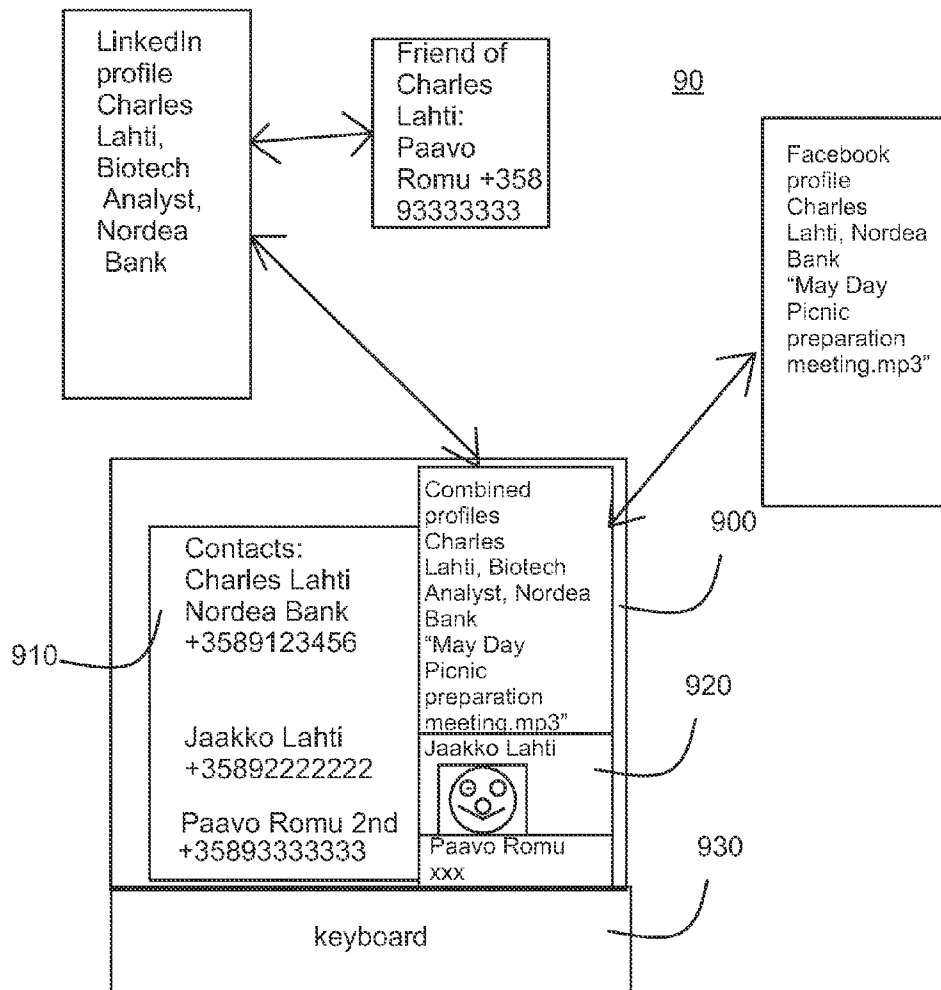 LinkedIn
profile
Charles
Lahti,
Biotech
Analyst,
Nordea
Bank
Friend of
Charles
Lahti:
Paavo
Romu +358
93333333
90
Facebook
profile
Charles
Lahti, Nordea
Bank
“May Day
Picnic
preparation
meeting.mp3”
Contacts:
Charles Lahti
Nordea Bank
+3589123456
Jaakko Lahti
+35892222222
Paavo Romu 2nd
+35893333333
Combined
profiles
Charles
Lahti, Biotech
Analyst, Nordea
Bank
“May Day
Picnic
preparation
meeting.mp3”
Jaakko Lahti
Paavo Romu
xxx
900
910
920
930
keyboard